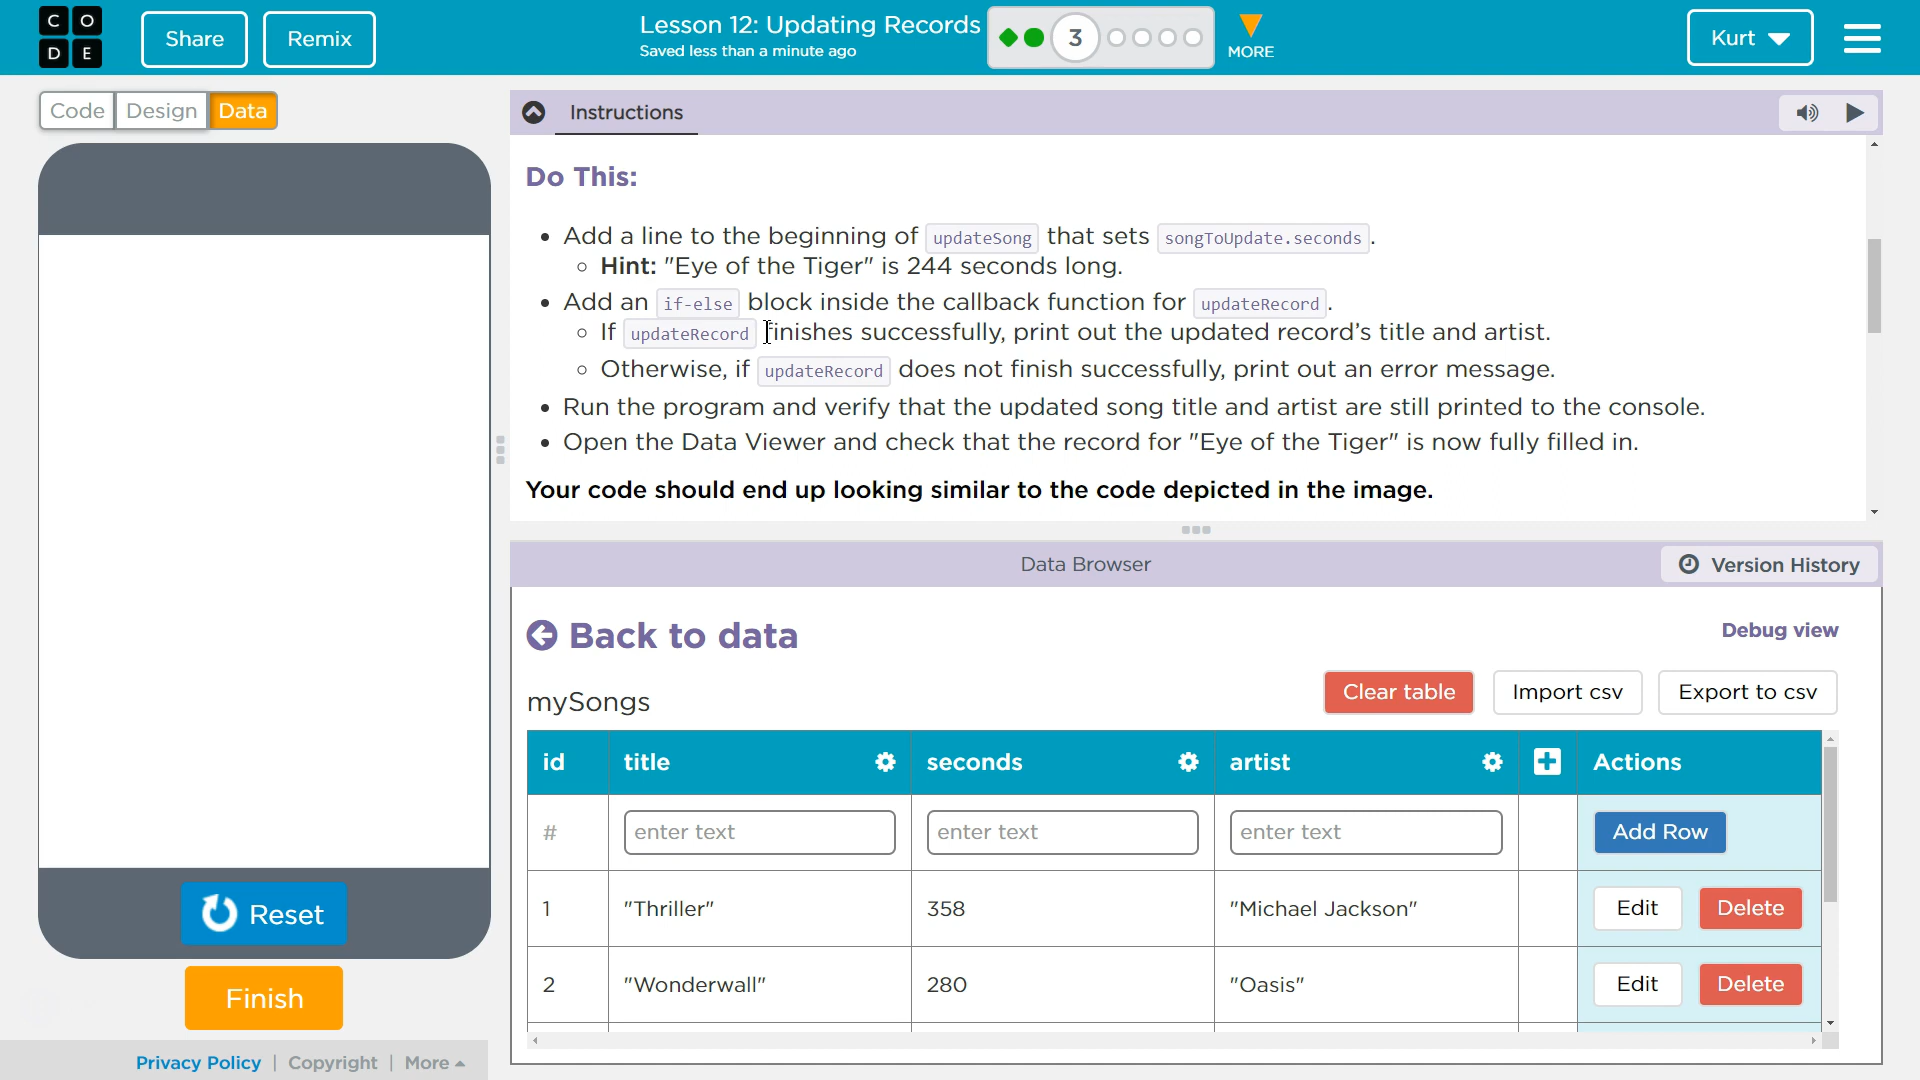 C O
D E
Share
Remix
Lesson 12: Updating Records
Saved less than a minute ago
3
MORE
Kurt
Code
Design
Data
Instructions
Do This:
Add a line to the beginning of updateSong that sets songToUpdate.seconds.
Hint: "Eye of the Tiger" is 244 seconds long.
Add an if-else block inside the callback function for updateRecord.
If updateRecord finishes successfully, print out the updated record's title and artist.
Otherwise, if updateRecord does not finish successfully, print out an error message.
Run the program and verify that the updated song title and artist are still printed to the console.
Open the Data Viewer and check that the record for "Eye of the Tiger" is now fully filled in.
Your code should end up looking similar to the code depicted in the image.
Data Browser
Version History
Back to data
Debug view
mySongs
Clear table
Import csv
Export to csv
id title seconds artist Actions
# enter text enter text enter text Add Row
1 "Thriller" 358 "Michael Jackson" Edit Delete
2 "Wonderwall" 280 "Oasis" Edit Delete
Reset
Finish
Privacy Policy | Copyright | More